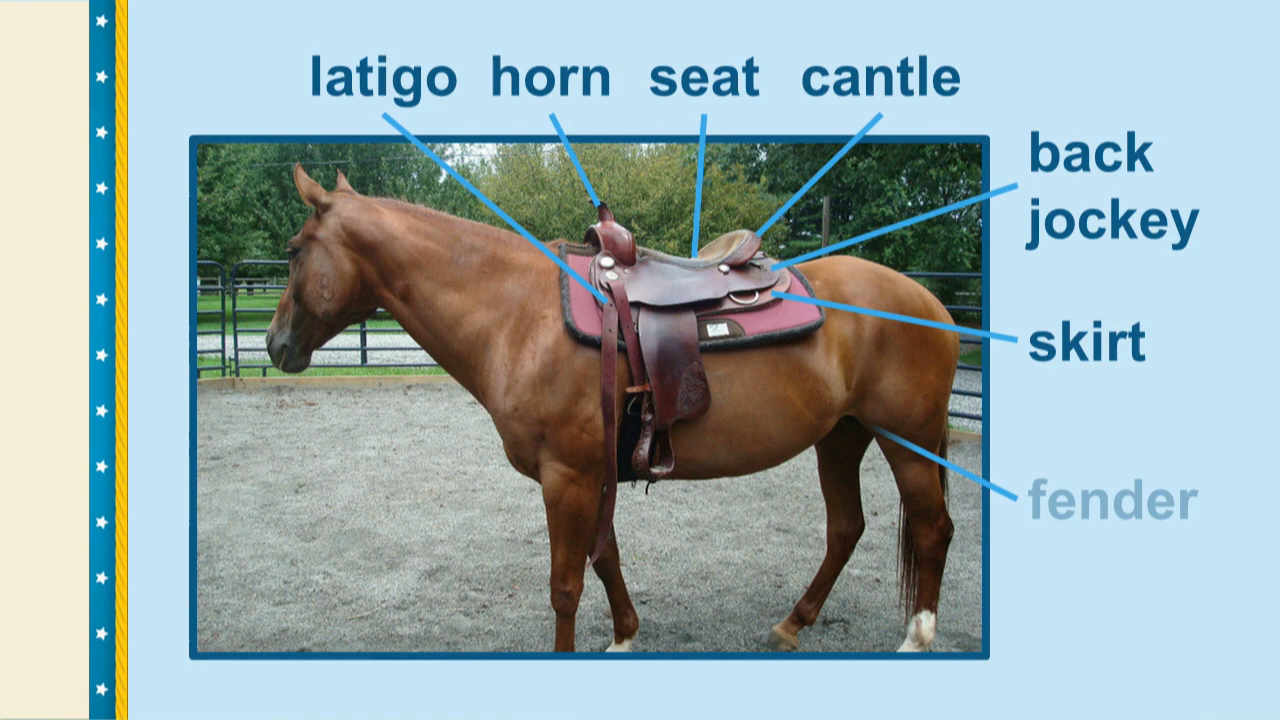 latigo horn seat cantle
back
jockey
skirt
fender